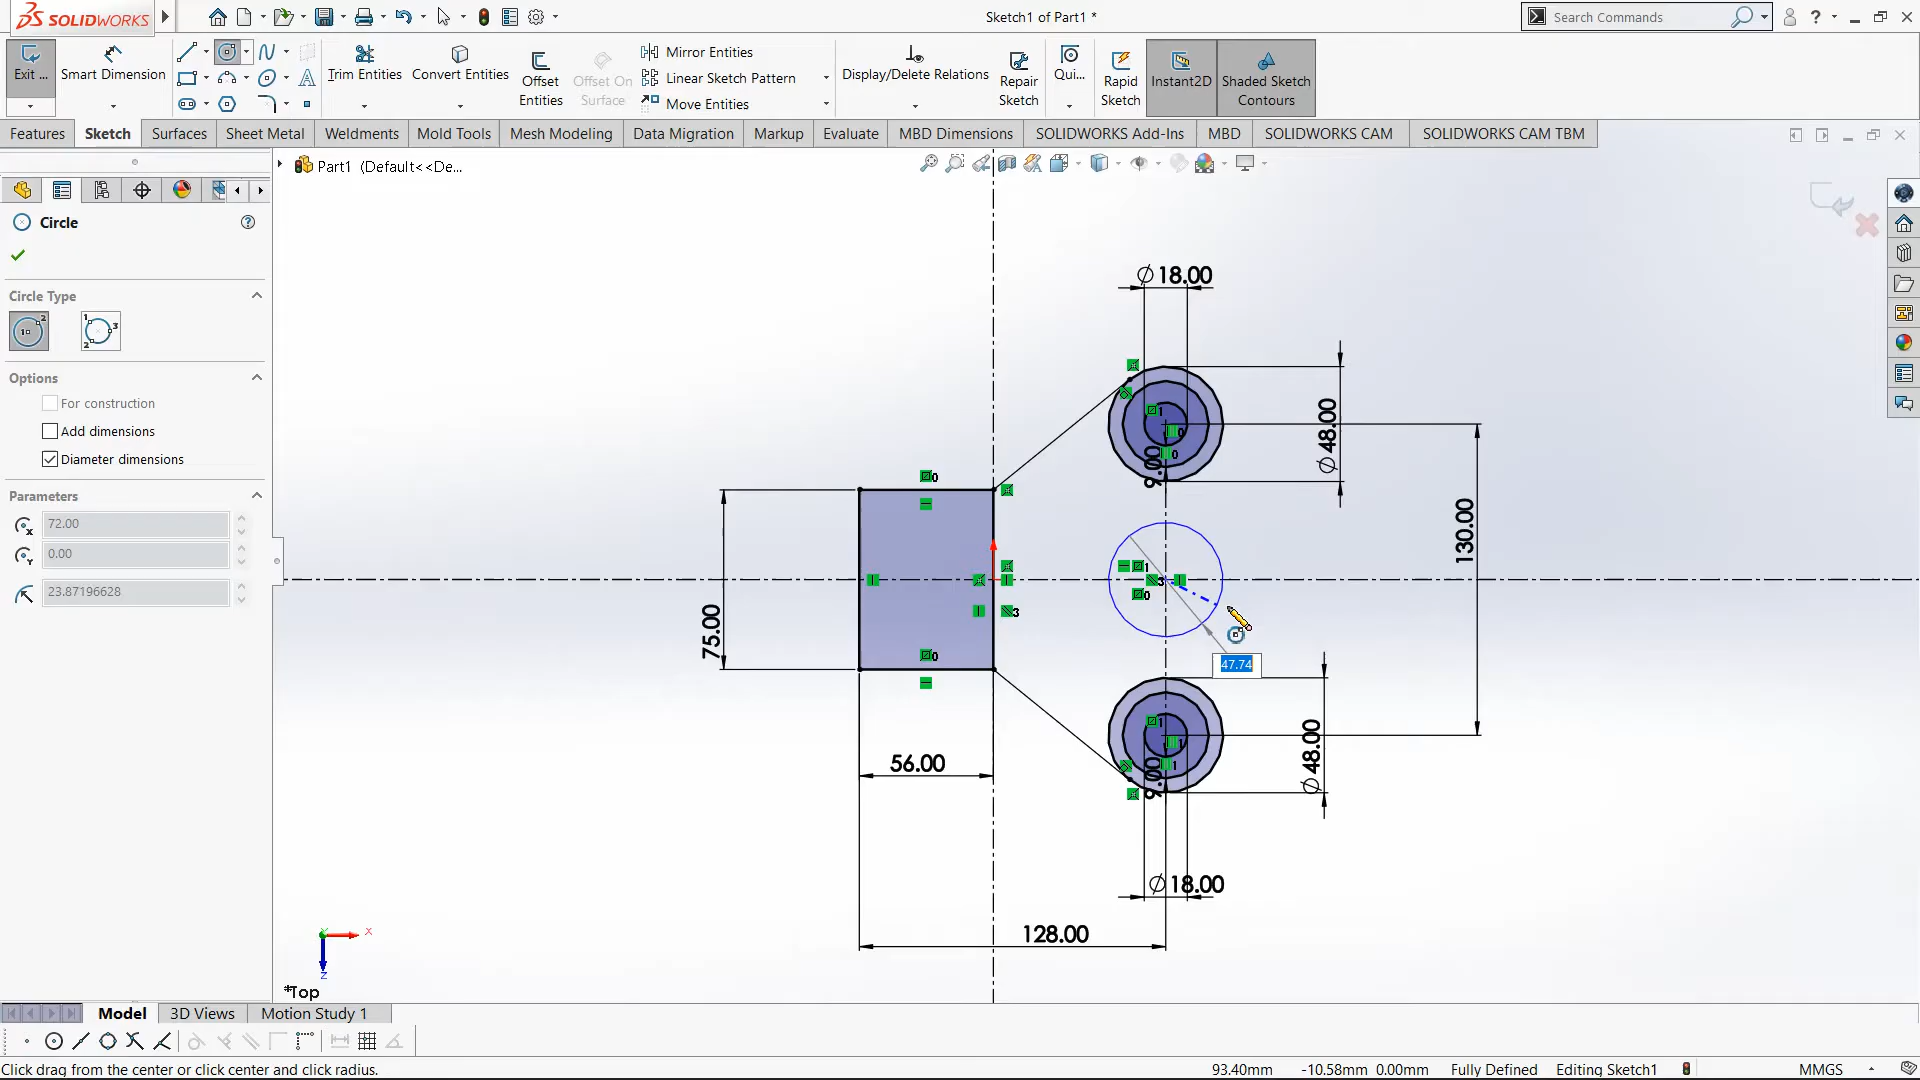 SOLIDWORKS
Sketch1 of Part1 *
Search Commands
?
Exit ...
Smart Dimension
Trim Entities
Convert Entities
Offset
Entities
Offset On
Surface
Mirror Entities
Linear Sketch Pattern
Move Entities
Display/Delete Relations
Repair
Sketch
Qui...
Rapid
Sketch
Instant2D
Shaded Sketch
Contours
Features
Sketch
Surfaces
Sheet Metal
Weldments
Mold Tools
Mesh Modeling
Data Migration
Markup
Evaluate
MBD Dimensions
SOLIDWORKS Add-Ins
MBD
SOLIDWORKS CAM
SOLIDWORKS CAM TBM
Part1 (Default<<De...
Circle
Circle Type
Options
For construction
Add dimensions
Diameter dimensions
Parameters
72.00
0.00
23.87196628
∅18.00
∅48.00
9.00
130.00
75.00
47.74
56.00
∅48.00
9.00
∅18.00
128.00
X
Z
*Top
Model
3D Views
Motion Study 1
Click drag from the center or click center and click radius.
93.40mm
-10.58mm 0.00mm
Fully Defined
Editing Sketch1
MMGS